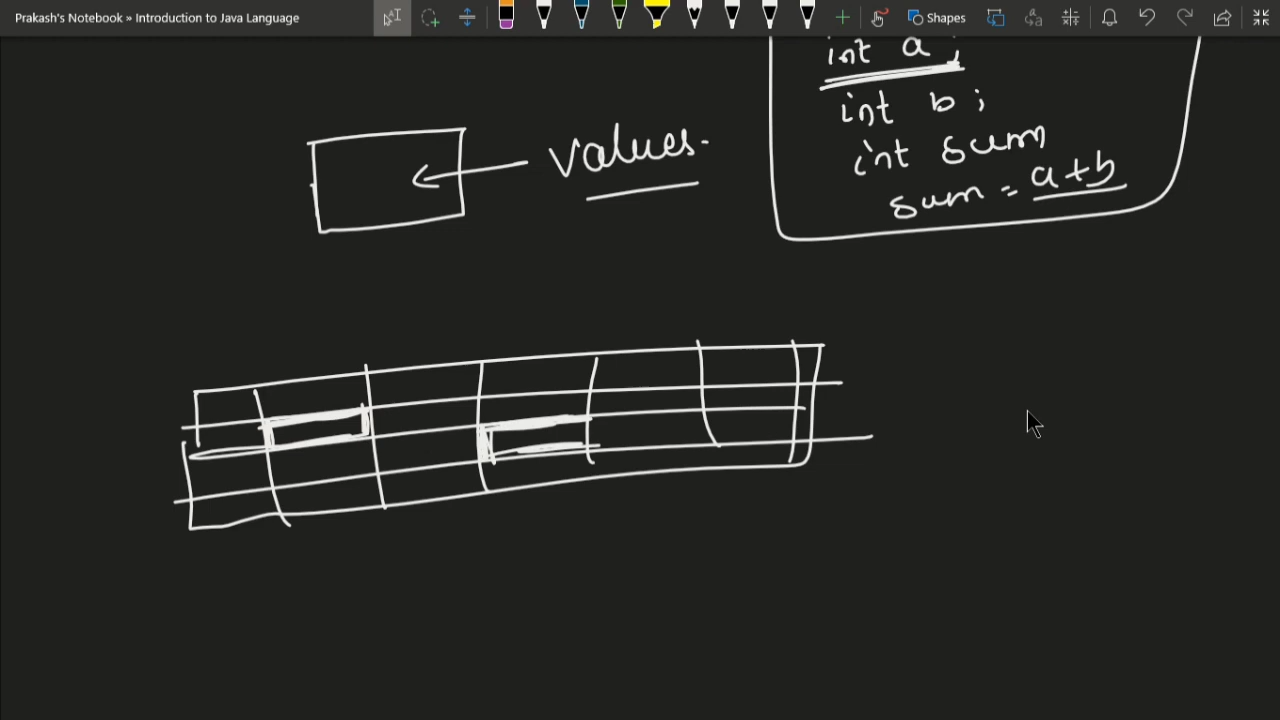 Prakash's Notebook » Introduction to Java Language
Shapes
int a ;
int b ;
int sum
sum = a+b
values.